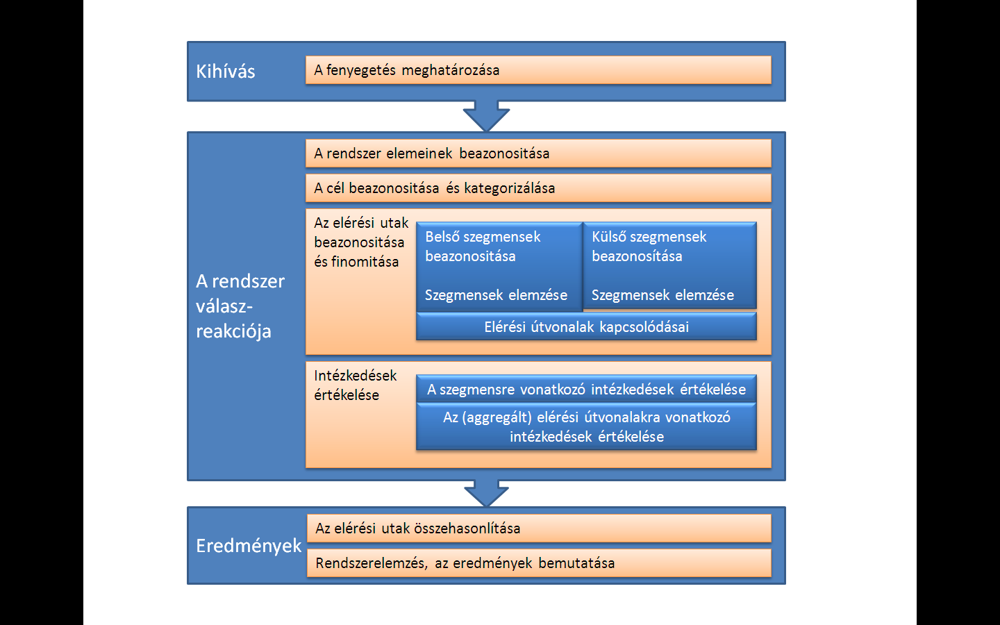 Kihívás
A fenyegetés meghatározása
A rendszer
válasz-
reakciója
A rendszer elemeinek beazonositása
A cél beazonositása és kategorizálása
Az elérési utak
beazonositása
és finomitása
Belső szegmensek
beazonositása
Szegmensek elemzése
Külső szegmensek
beazonosítása
Szegmensek elemzése
Elérési útvonalak kapcsolódásai
Intézkedések
értékelése
A szegmensre vonatkozó intézkedések értékelése
Az (aggregált) elérési útvonalakra vonatkozó
intézkedések értékelése
Eredmények
Az elérési utak összehasonlítása
Rendszerelemzés, az eredmények bemutatása